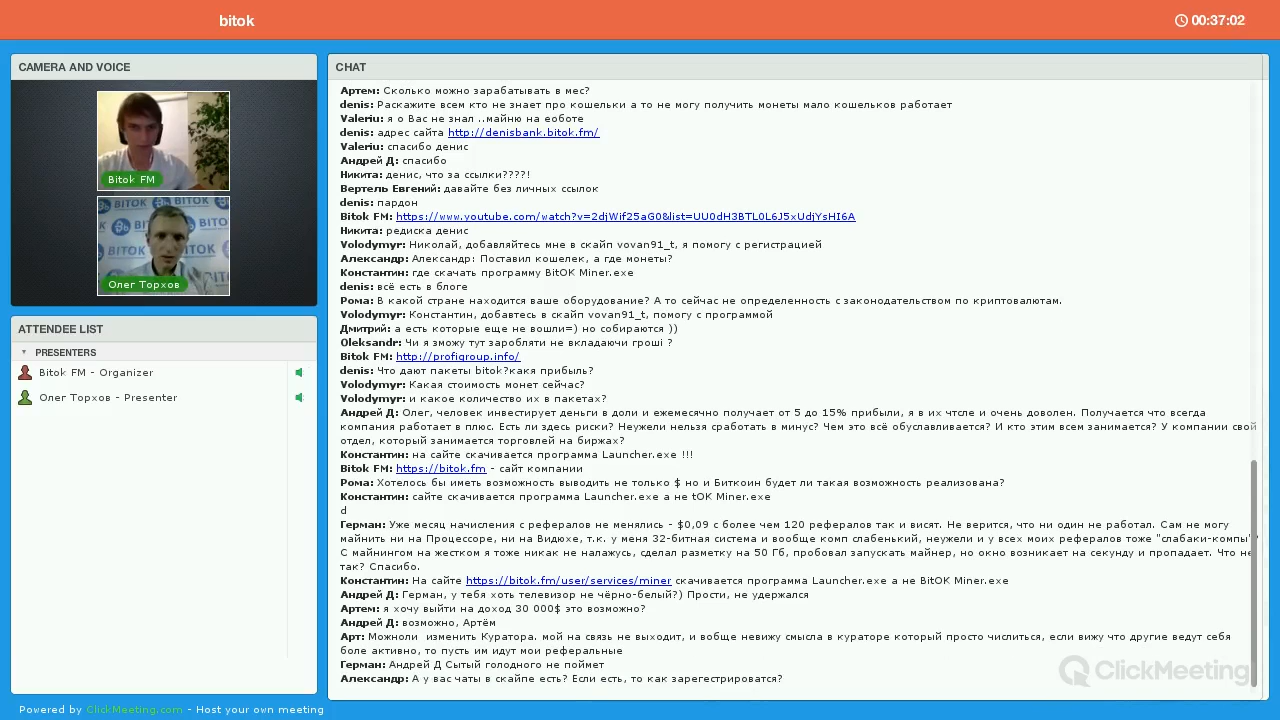 bitok
00:37:02
CAMERA AND VOICE
Bitok FM
Олег Торхов
ATTENDEE LIST
PRESENTERS
Bitok FM - Organizer
Олег Торхов - Presenter
CHAT
Артем: Сколько можно зарабатывать в мес?
denis: Раскажите всем кто не знает про кошельки а то не могу получить монеты мало кошельков работает
Valeriu: я о Вас не знал ..майню на еоботе
denis: адрес сайта http://denisbank.bitok.fm/
Valeriu: спасибо денис
Андрей Д: спасибо
Никита: денис, что за ссылки????!
Вертель Евгений: давайте без личных ссылок
denis: пардон
Bitok FM: https://www.youtube.com/watch?v=2djWif25aG0&list=UU0dH3BTL0L6J5xUdjYsHI6A
Никита: редиска денис
Volodymyr: Николай, добавляйтесь мне в скайп vovan91_t, я помогу с регистрацией
Александр: Александр: Поставил кошелек, а где монеты?
Константин: где скачать программу BitOK Miner.exe
denis: всё есть в блоге
Рома: В какой стране находится ваше оборудование? А то сейчас не определенность с законодательством по криптовалютам.
Volodymyr: Константин, добавтесь в скайп vovan91_t, помогу с программой
Дмитрий: а есть которые еще не вошли=) но собираются ))
Oleksandr: Чи я зможу тут заробляти не вкладаючи гроші ?
Bitok FM: http://profigroup.info/
denis: Что дают пакеты bitok?какя прибыль?
Volodymyr: Какая стоимость монет сейчас?
Volodymyr: и какое количество их в пакетах?
Андрей Д: Олег, человек инвестирует деньги в доли и ежемесячно получает от 5 до 15% прибыли, я в их чтсле и очень доволен. Получается что всегда
компания работает в плюс. Есть ли здесь риски? Неужели нельзя сработать в минус? Чем это всё обуславливается? И кто этим всем занимается? У компании свой
отдел, который занимается торговлей на биржах?
Константин: на сайте скачивается программа Launcher.exe !!!
Bitok FM: https://bitok.fm - сайт компании
Рома: Хотелось бы иметь возможность выводить не только $ но и Биткоин будет ли такая возможность реализована?
Константин: сайте скачивается программа Launcher.exe а не tOK Miner.exe
d
Герман: Уже месяц начисления с рефералов не менялись - $0,09 с более чем 120 рефералов так и висят. Не верится, что ни один не работал. Сам не могу
майнить ни на Процессоре, ни на Видюхе, т.к. у меня 32-битная система и вообще комп слабенький, неужели и у всех моих рефералов тоже "слабаки-компы"?
С майнингом на жестком я тоже никак не налажусь, сделал разметку на 50 Гб, пробовал запускать майнер, но окно возникает на секунду и пропадает. Что не
так? Спасибо.
Константин: На сайте https://bitok.fm/user/services/miner скачивается программа Launcher.exe а не BitOK Miner.exe
Андрей Д: Герман, у тебя хоть телевизор не чёрно-белый?) Прости, не удержался
Артем: я хочу выйти на доход 30 000$ это возможно?
Андрей Д: возможно, Артём
Арт: Можноли изменить Куратора. мой на связь не выходит, и вобще невижу смысла в кураторе который просто числиться, если вижу что другие ведут себя
боле активно, то пусть им идут мои реферальные
Герман: Андрей Д Сытый голодного не поймет
Александр: А у вас чаты в скайпе есть? Если есть, то как зарегестрироватся?
ClickMeeting
Powered by ClickMeeting.com - Host your own meeting